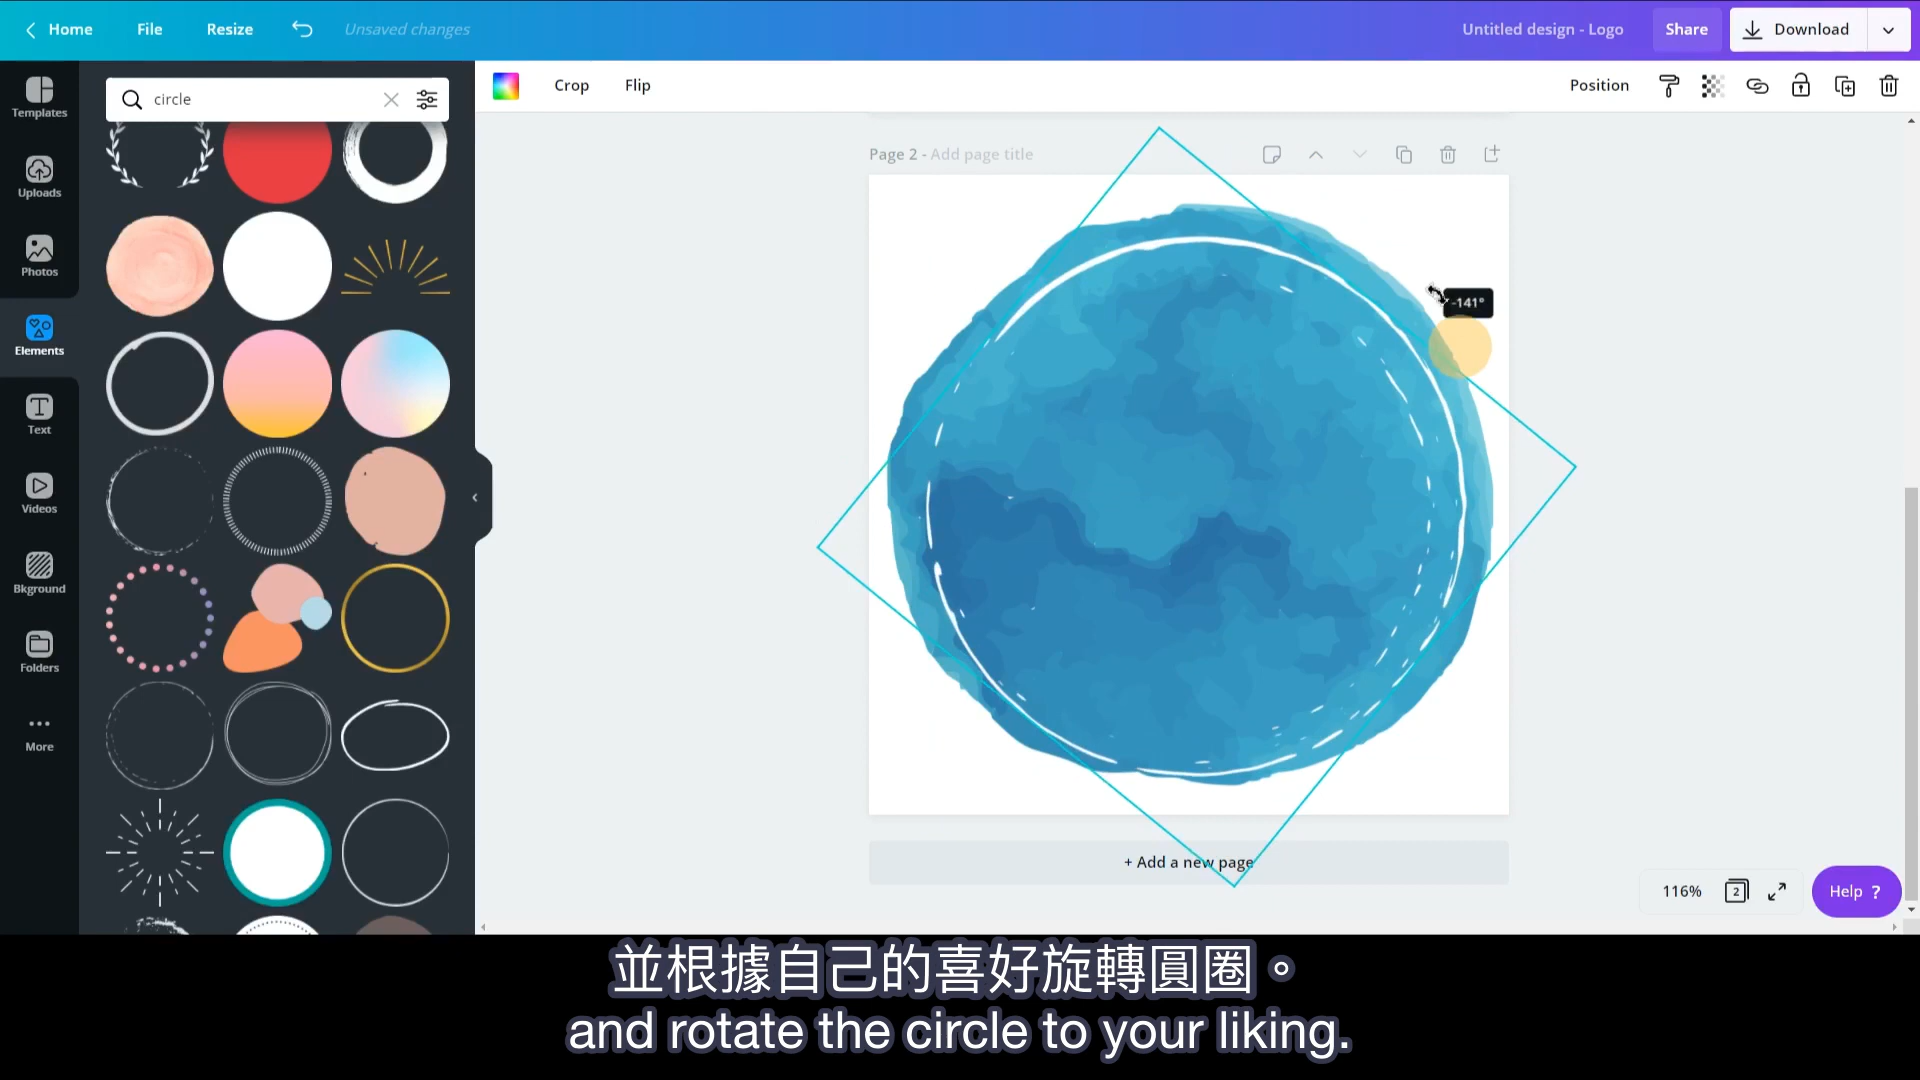 Home File Resize Unsaved changes Untitled design - Logo Share Download
circle Crop Flip Position
Templates
Uploads
Photos
Elements
Text
Videos
Bkground
Folders
More
Page 2 - Add page title
-141°
+ Add a new page
116% 2 Help ?
並根據自己的喜好旋轉圓圈。
and rotate the circle to your liking.